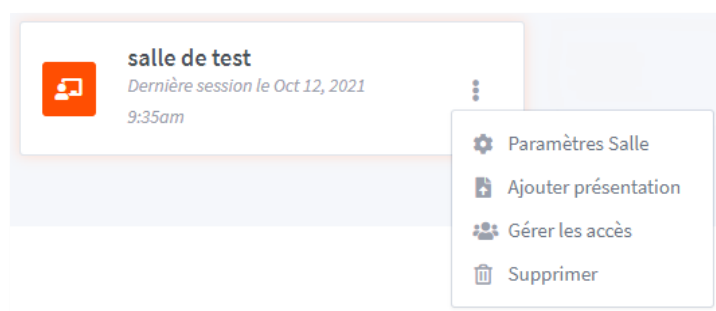 salle de test
Dernière session le Oct 12, 2021
9:35am
Paramètres Salle
Ajouter présentation
Gérer les accès
Supprimer